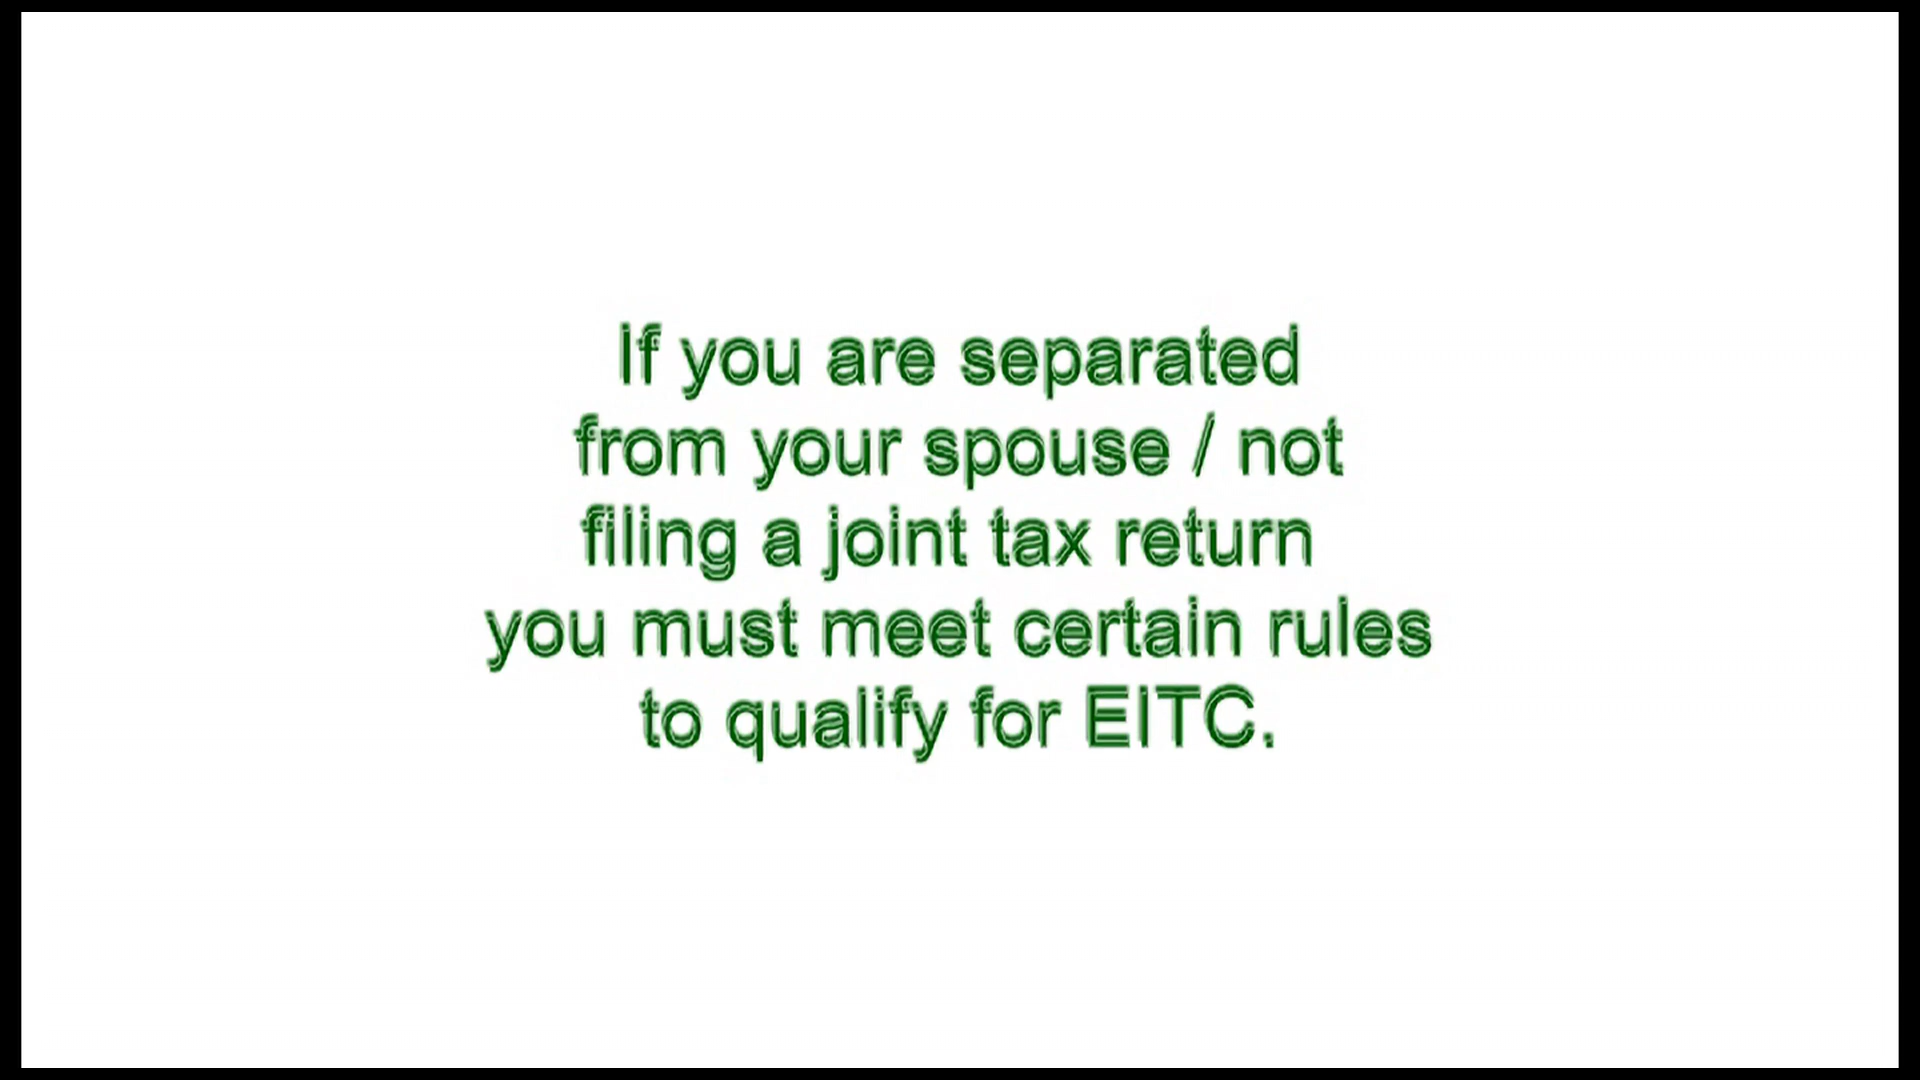 If you are separated
from your spouse / not
filing a joint tax return
you must meet certain rules
to qualify for EITC.